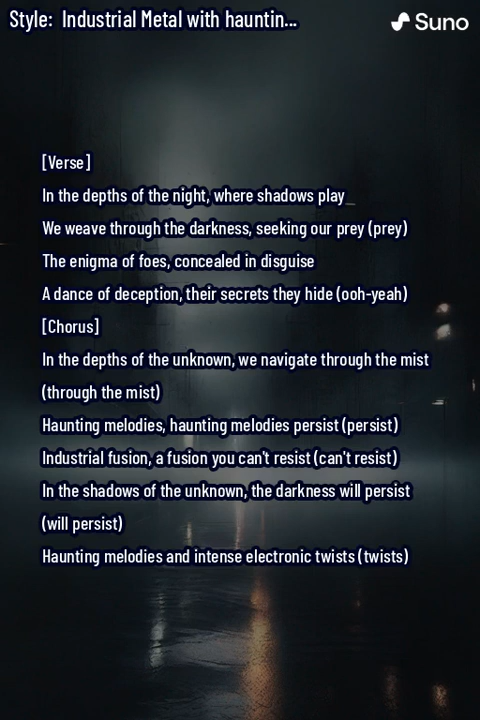 Style:  Industrial Metal with hauntin...
Suno
[Verse]
In the depths of the night, where shadows play_
We weave through the darkness, seeking our prey (prey)
The enigma of foes, concealed in disguise
A dance of deception, their secrets they hide (ooh-yeah)
[Chorus]
In the depths of the unknown, we navigate through the mist
(through the mist)
Haunting melodies, haunting melodies persist (persist)
Industrial fusion, a fusion you can't resist (can't resist)
In the shadows of the unknown, the darkness will persist
(will persist)
Haunting melodies and intense electronic twists (twists)